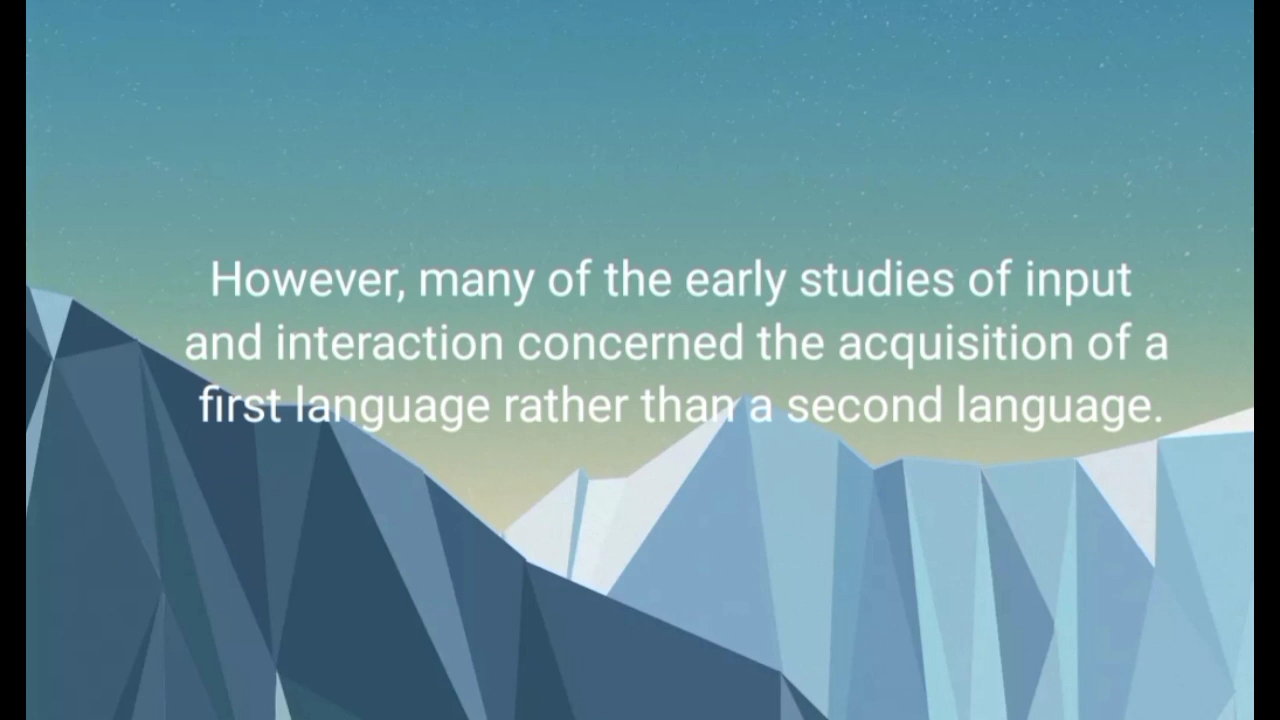 However, many of the early studies of input
and interaction concerned the acquisition of a
first language rather than a second language.